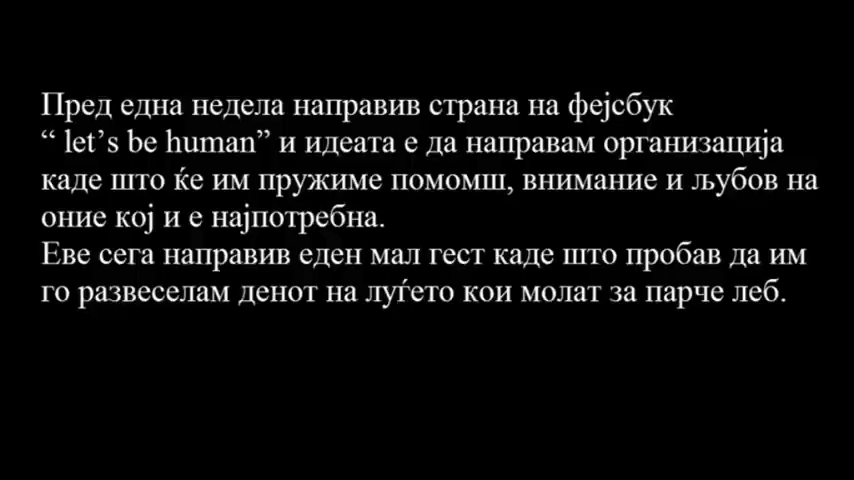 Пред една недела направив страна на фејсбук
“ let’s be human” и идеата е да направам организација
каде што ќе им пружиме помомш, внимание и љубов на
оние кој и е најпотребна.
Еве сега направив еден мал гест каде што пробав да им
го развеселам денот на луѓето кои молат за парче леб.